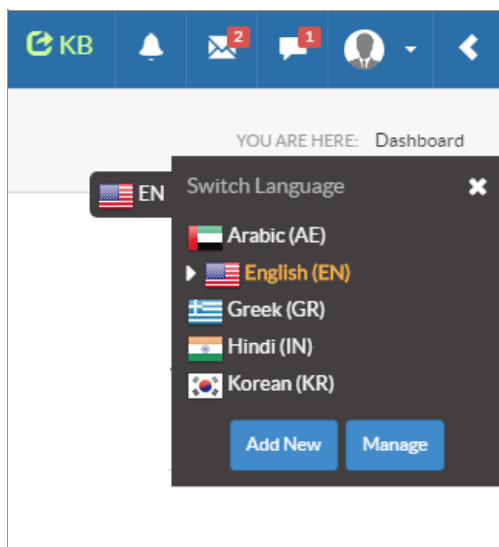 KB
2
1
YOU ARE HERE: Dashboard
EN
Switch Language
Arabic (AE)
English (EN)
Greek (GR)
Hindi (IN)
Korean (KR)
Add New Manage